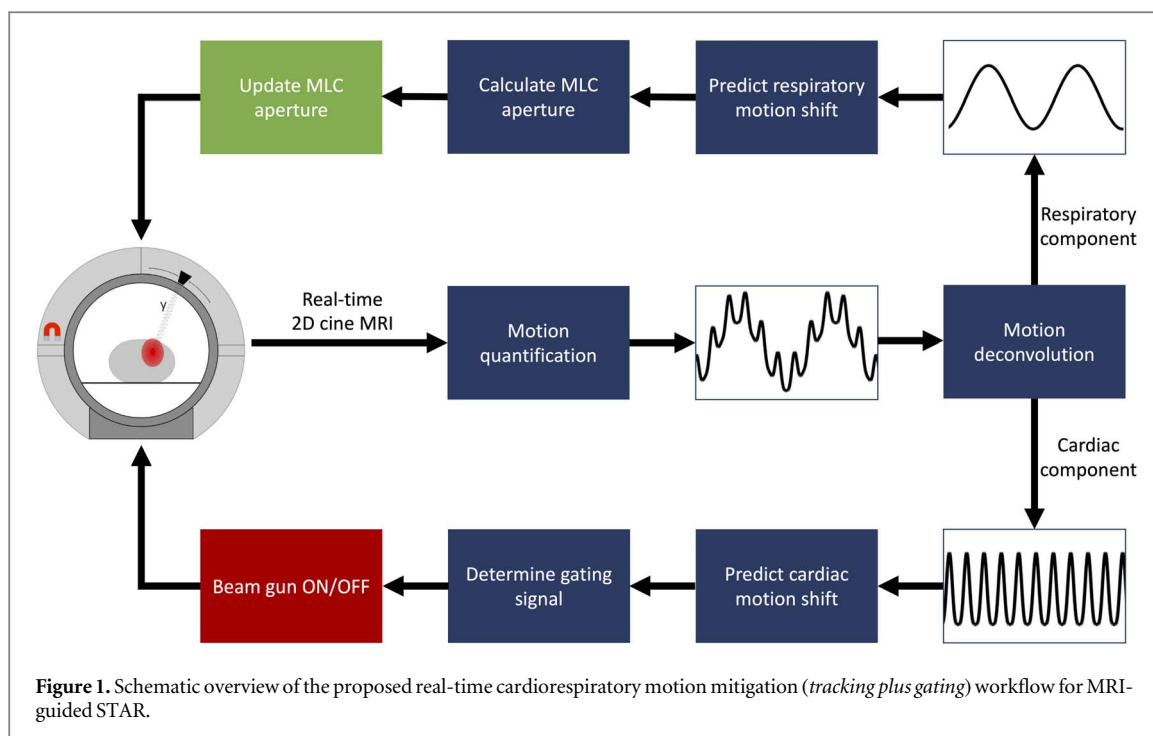 Update MLC
aperture
Calculate MLC
aperture
Predict respiratory
motion shift
Respiratory
component
γ
Real-time
2D cine MRI
Motion
quantification
Motion
deconvolution
Cardiac
component
Beam gun ON/OFF
Determine gating
signal
Predict cardiac
motion shift
Figure 1. Schematic overview of the proposed real-time cardiorespiratory motion mitigation (tracking plus gating) workflow for MRI-
guided STAR.